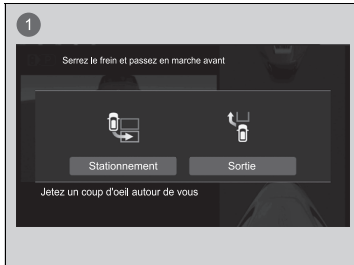 1
Serrez le frein et passez en marche avant
Stationnement
Sortie
Jetez un coup d'oeil autour de vous